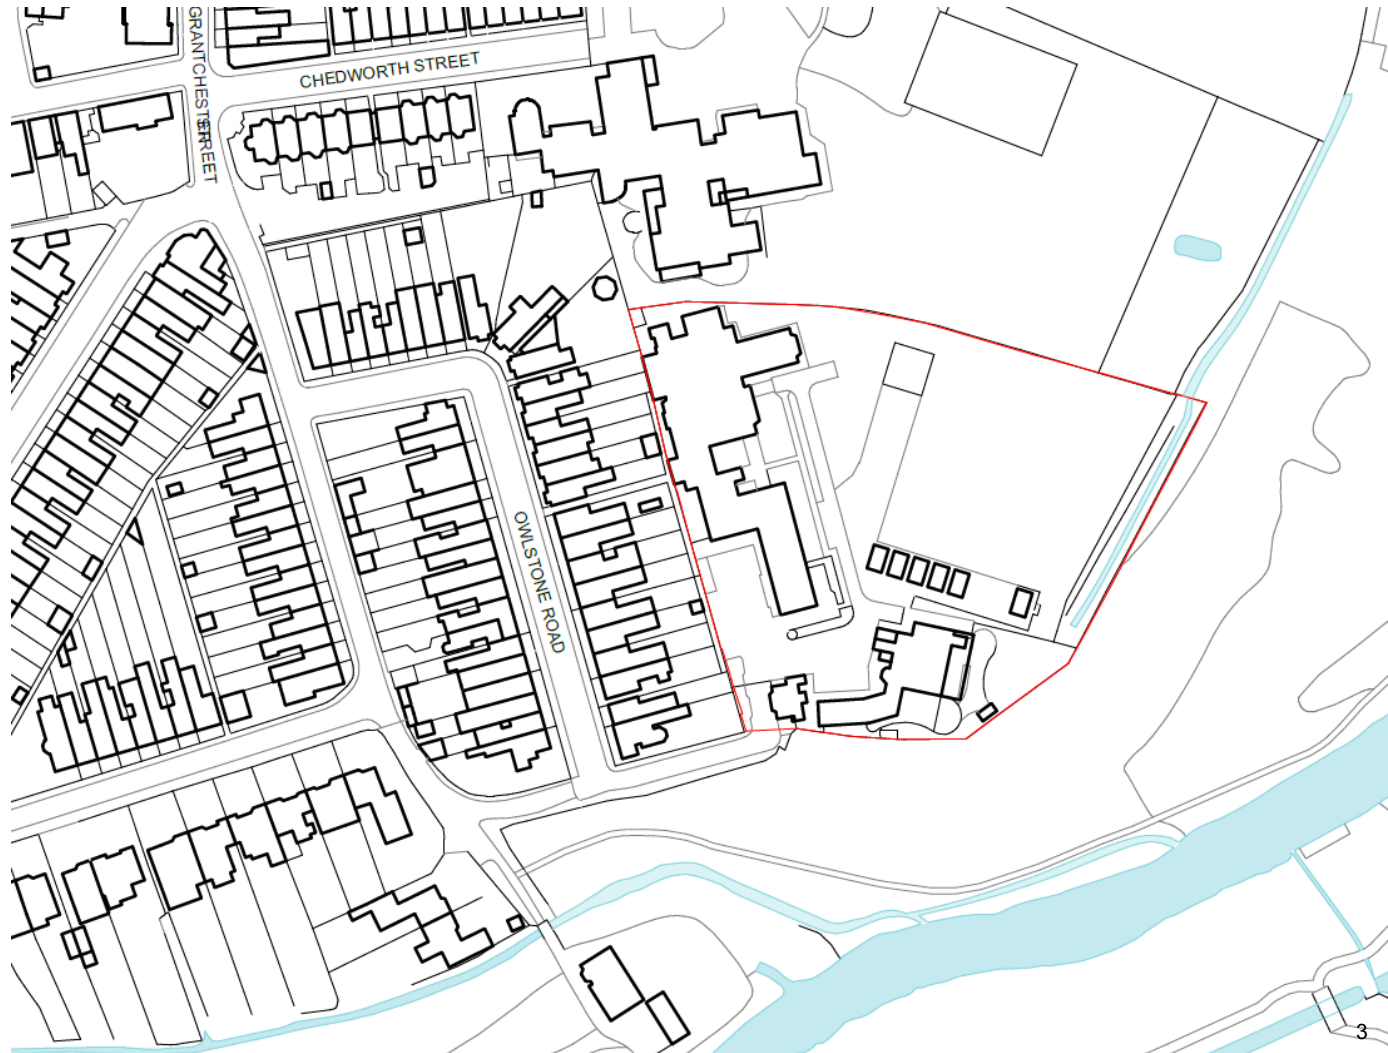 CHEDWORTH STREET
GRANTCHESTER
STREET
OWLSTONE ROAD
3